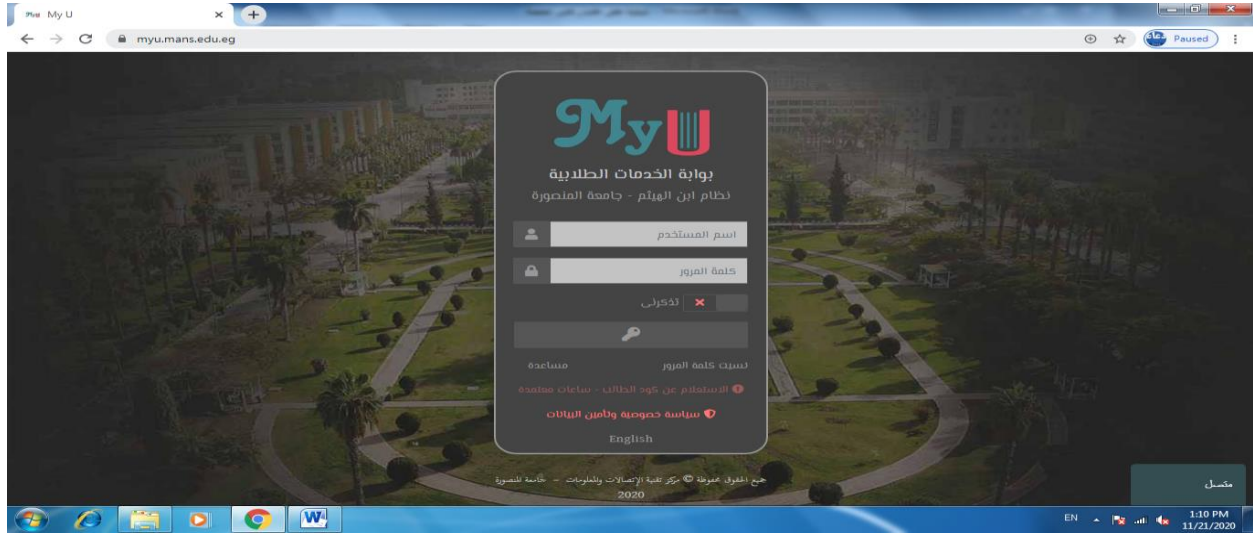 My U
myu.mans.edu.eg
Paused
MyU
بوابة الخدمات الطلابية
نظام ابن الهيثم - جامعة المنصورة
اسم المستخدم
كلمة المرور
تذكرنى
نسيت كلمة المرور
مساعدة
الاستعلام عن كود الطالب - ساعات معتمدة
سياسة خصوصية وتأمين البيانات
English
جميع الحقوق محفوظة © مركز تقنية الإتصالات والمعلومات - جامعة المنصورة
2020
متصل
EN
1:10 PM
11/21/2020